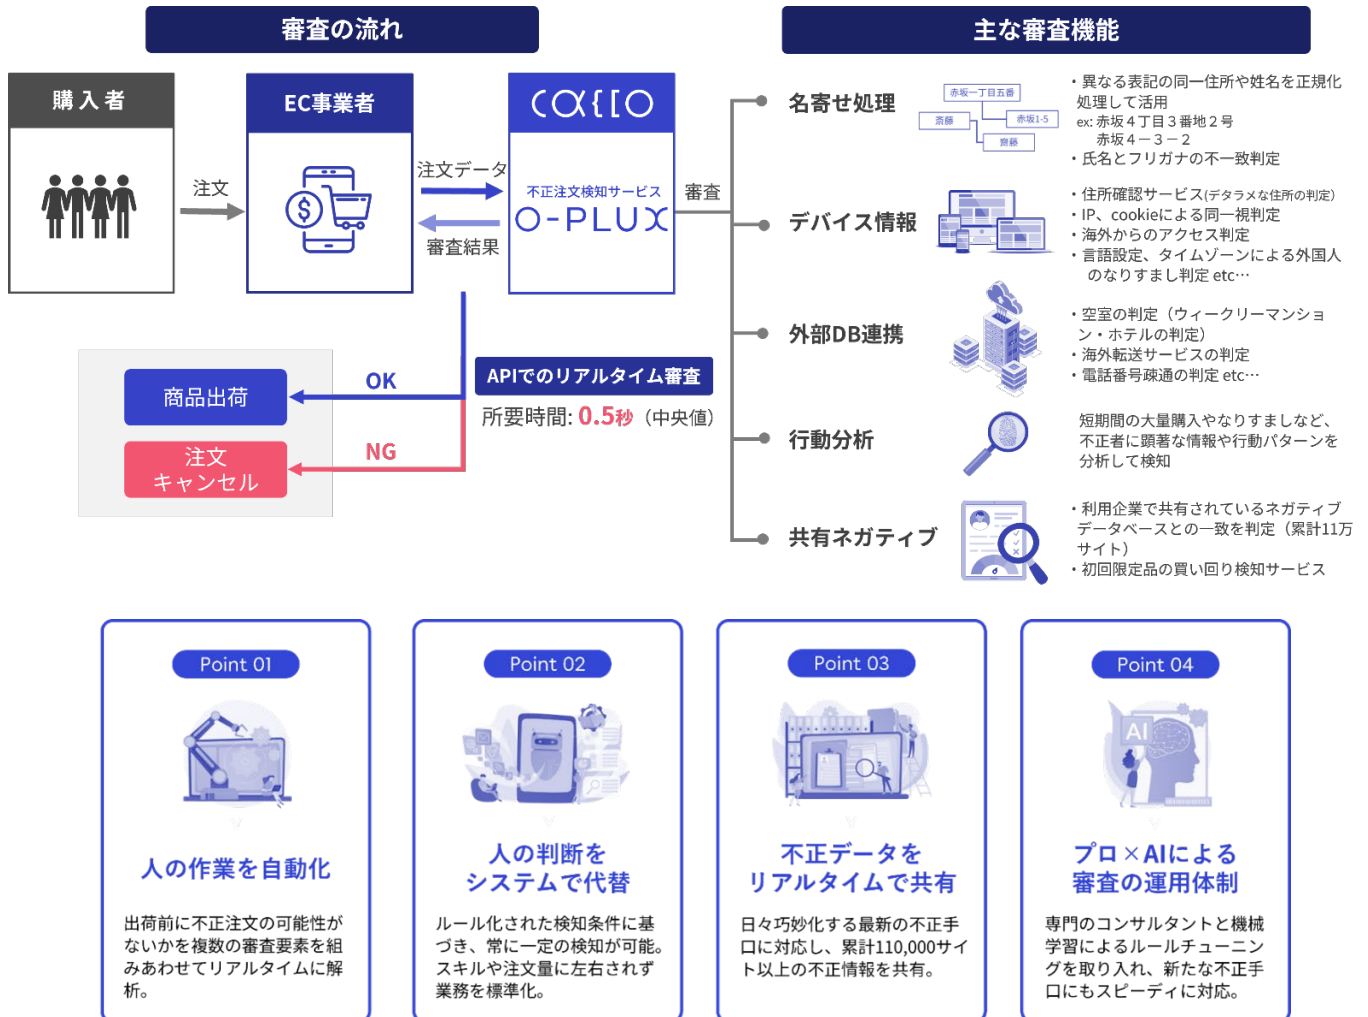 審査の流れ
購入者
EC事業者
CACCO
注文
注文データ
審査結果
不正注文検知サービス
O-PLUX
審査
OK
NG
商品出荷
注文
キャンセル
APIでのリアルタイム審査
所要時間: 0.5秒（中央値）
主な審査機能
名寄せ処理
赤坂一丁目五番
斎藤
赤坂1-5
齋藤
・異なる表記の同一住所や姓名を正規化
処理して活用
ex: 赤坂４丁目３番地２号
赤坂４－３－２
・氏名とフリガナの不一致判定
デバイス情報
・住所確認サービス(デタラメな住所の判定)
・IP、cookieによる同一視判定
・海外からのアクセス判定
・言語設定、タイムゾーンによる外国人
のなりすまし判定 etc…
外部DB連携
・空室の判定（ウィークリーマンショ
ン・ホテルの判定）
・海外転送サービスの判定
・電話番号疎通の判定 etc…
行動分析
短期間の大量購入やなりすましなど、
不正者に顕著な情報や行動パターンを
分析して検知
共有ネガティブ
・利用企業で共有されているネガティブ
データベースとの一致を判定（累計11万
サイト）
・初回限定品の買い回り検知サービス
Point 01
人の作業を自動化
出荷前に不正注文の可能性が
ないかを複数の審査要素を組
みあわせてリアルタイムに解
析。
Point 02
人の判断を
システムで代替
ルール化された検知条件に基
づき、常に一定の検知が可能。
スキルや注文量に左右されず
業務を標準化。
Point 03
不正データを
リアルタイムで共有
日々巧妙化する最新の不正手
口に対応し、累計110,000サイ
ト以上の不正情報を共有。
Point 04
AI
プロ×AIによる
審査の運用体制
専門のコンサルタントと機械
学習によるルールチューニン
グを取り入れ、新たな不正手
口にもスピーディに対応。